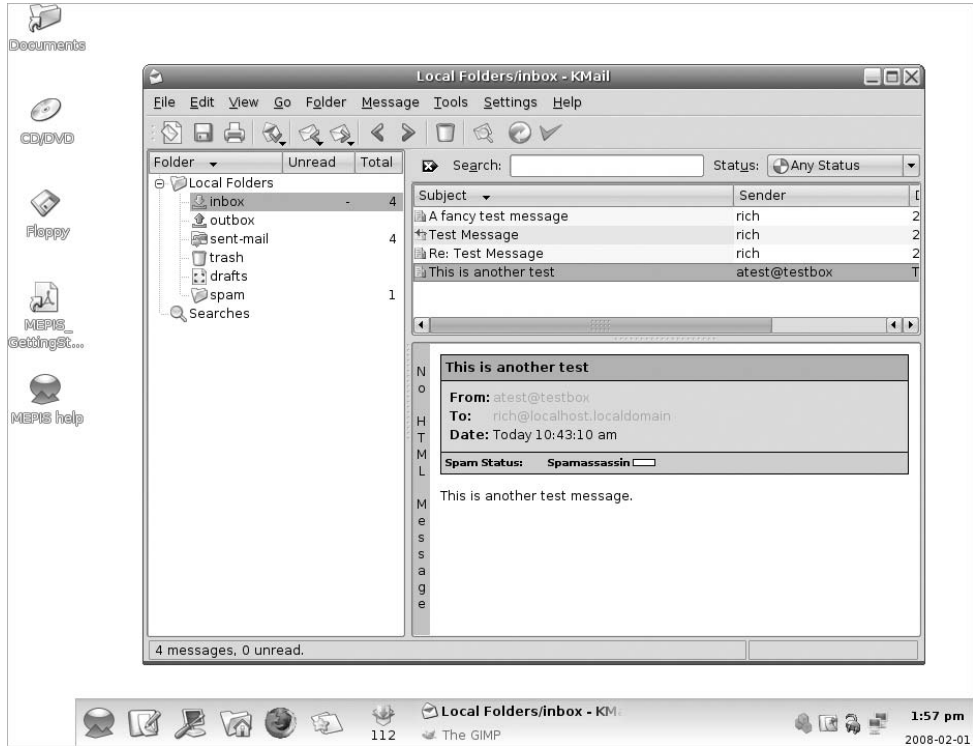 Documents
CD/DVD
Floppy
MEPIS_
GettingSt...
MEPIS help
Local Folders/inbox - KMail
File Edit View Go Folder Message Tools Settings Help
Folder Unread Total
Local Folders
inbox - 4
outbox
sent-mail 4
trash
drafts
spam 1
Searches
Search: Status: Any Status
Subject Sender D
A fancy test message rich 2
Test Message rich 2
Re: Test Message rich 2
This is another test atest@testbox T
No HTML Message
This is another test
From: atest@testbox
To: rich@localhost.localdomain
Date: Today 10:43:10 am
Spam Status: Spamassassin
This is another test message.
4 messages, 0 unread.
112
Local Folders/inbox - KM
The GIMP
1:57 pm
2008-02-01